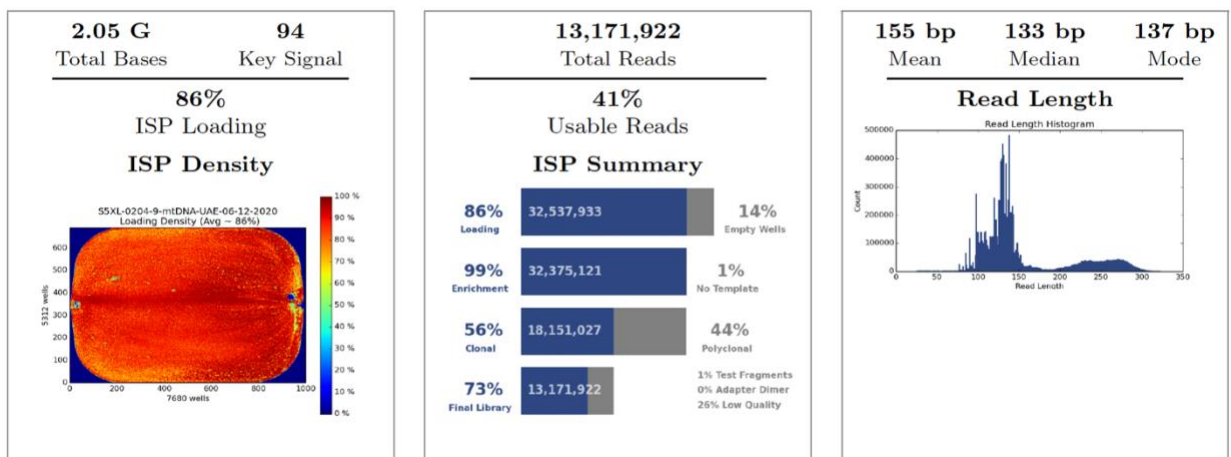 2.05 G 94
Total Bases Key Signal
86%
ISP Loading
ISP Density
S5XL-0204-9-mtDNA-UAE-06-12-2020
Loading Density (Avg ~ 86%)
5312 wells
600
500
400
300
200
100
0
0 200 400 600 800 1000
7680 wells
100 %
90 %
80 %
70 %
60 %
50 %
40 %
30 %
20 %
10 %
0 %
13,171,922
Total Reads
41%
Usable Reads
ISP Summary
86% 32,537,933 14%
Loading Empty Wells
99% 32,375,121 1%
Enrichment No Template
56% 18,151,027 44%
Clonal Polyclonal
73% 13,171,922
Final Library
1% Test Fragments
0% Adapter Dimer
26% Low Quality
155 bp 133 bp 137 bp
Mean Median Mode
Read Length
Read Length Histogram
Count
500000
400000
300000
200000
100000
0
0 50 100 150 200 250 300 350
Read Length